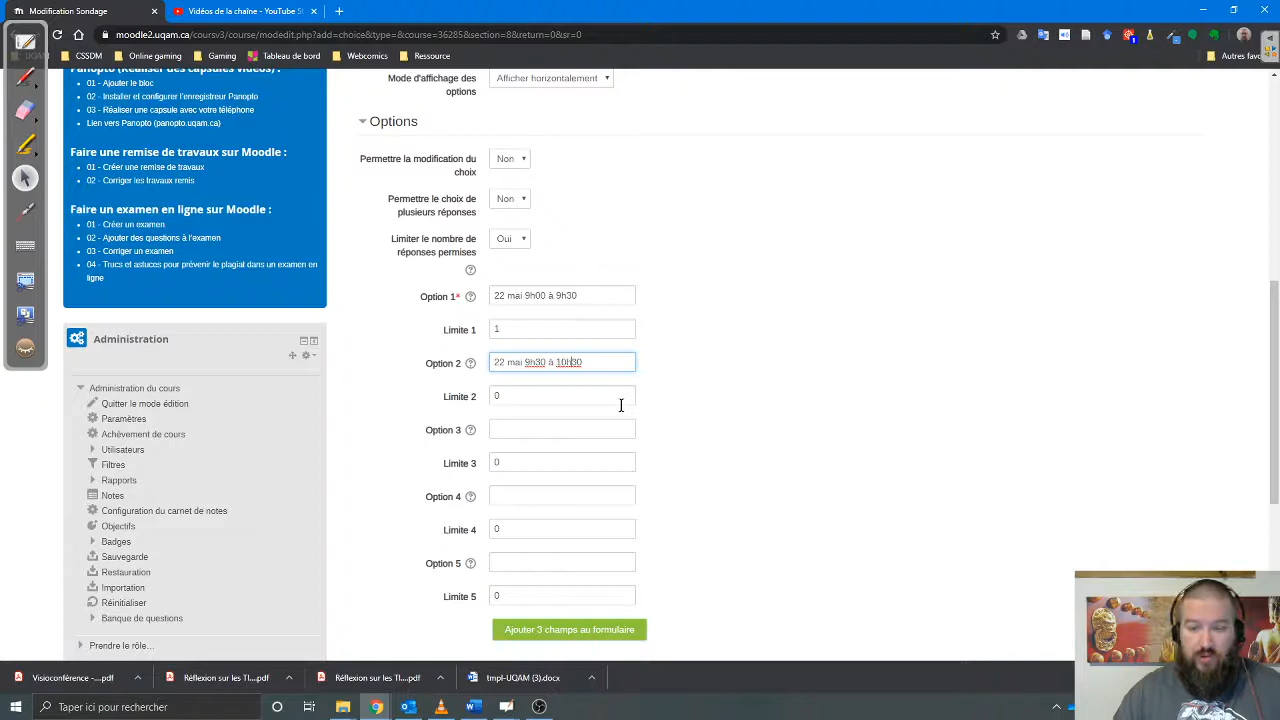 Modification Sondage
Vidéos de la chaîne - YouTube St
moodle2.uqam.ca/coursv3/course/modedit.php?add=choice&type=&course=36285&section=8&return=0&sr=0
CSSDM
Online gaming
Gaming
Tableau de bord
Webcomics
Ressource
Autres favo
Panopto (Réaliser des capsules vidéos) :
01 - Ajouter le bloc
02 - Installer et configurer l'enregistreur Panopto
03 - Réaliser une capsule avec votre téléphone
Lien vers Panopto (panopto.uqam.ca)
Faire une remise de travaux sur Moodle :
01 - Créer une remise de travaux
02 - Corriger les travaux remis
Faire un examen en ligne sur Moodle :
01 - Créer un examen
02 - Ajouter des questions à l'examen
03 - Corriger un examen
04 - Trucs et astuces pour prévenir le plagiat dans un examen en
ligne
Administration
Administration du cours
Quitter le mode édition
Paramètres
Achèvement de cours
Utilisateurs
Filtres
Rapports
Notes
Configuration du carnet de notes
Objectifs
Badges
Sauvegarde
Restauration
Importation
Réinitialiser
Banque de questions
Prendre le rôle...
Mode d'affichage des
options
Afficher horizontalement
Options
Permettre la modification du
choix
Non
Permettre le choix de
plusieurs réponses
Non
Limiter le nombre de
réponses permises
Oui
Option 1*
22 mai 9h00 à 9h30
Limite 1
1
Option 2
22 mai 9h30 à 10h30
Limite 2
0
Option 3
Limite 3
0
Option 4
Limite 4
0
Option 5
Limite 5
0
Ajouter 3 champs au formulaire
Visioconférence -....pdf
Réflexion sur les TI....pdf
Réflexion sur les TI....pdf
tmpl-UQAM (3).docx
Taper ici pour rechercher